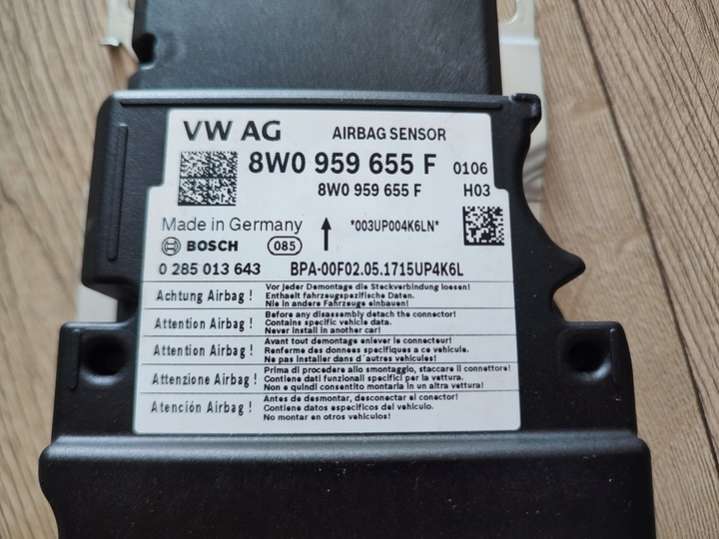 VW AG AIRBAG SENSOR
8W0 959 655 F 0106
8W0 959 655 F H03
Made in Germany *003UP004K6LN*
BOSCH 085
0 285 013 643 BPA-00F02.05.1715UP4K6L
Achtung Airbag !
Vor jeder Demontage die Steckverbindung loesen!
Enthaelt fahrzeugspezifische Daten.
Nie in andere Fahrzeuge einbauen!
Attention Airbag !
Before any disassembly detach the connector!
Contains specific vehicle data.
Never install in another car!
Attention Airbag !
Avant tout demontage enlever le connecteur!
Renferme des donnees specifiques a ce vehicule.
Ne pas installer dans d'autres vehicules!
Attenzione Airbag !
Prima di procedere allo smontaggio, staccare il connettore!
Contiene dati funzionali specifici per la vettura.
Non e quindi consentito montarla in un altra vettura!
Atención Airbag !
Antes de desmontar, desconectar el conector!
Contiene datos especificos del vehiculo.
No montar en otros vehiculos!